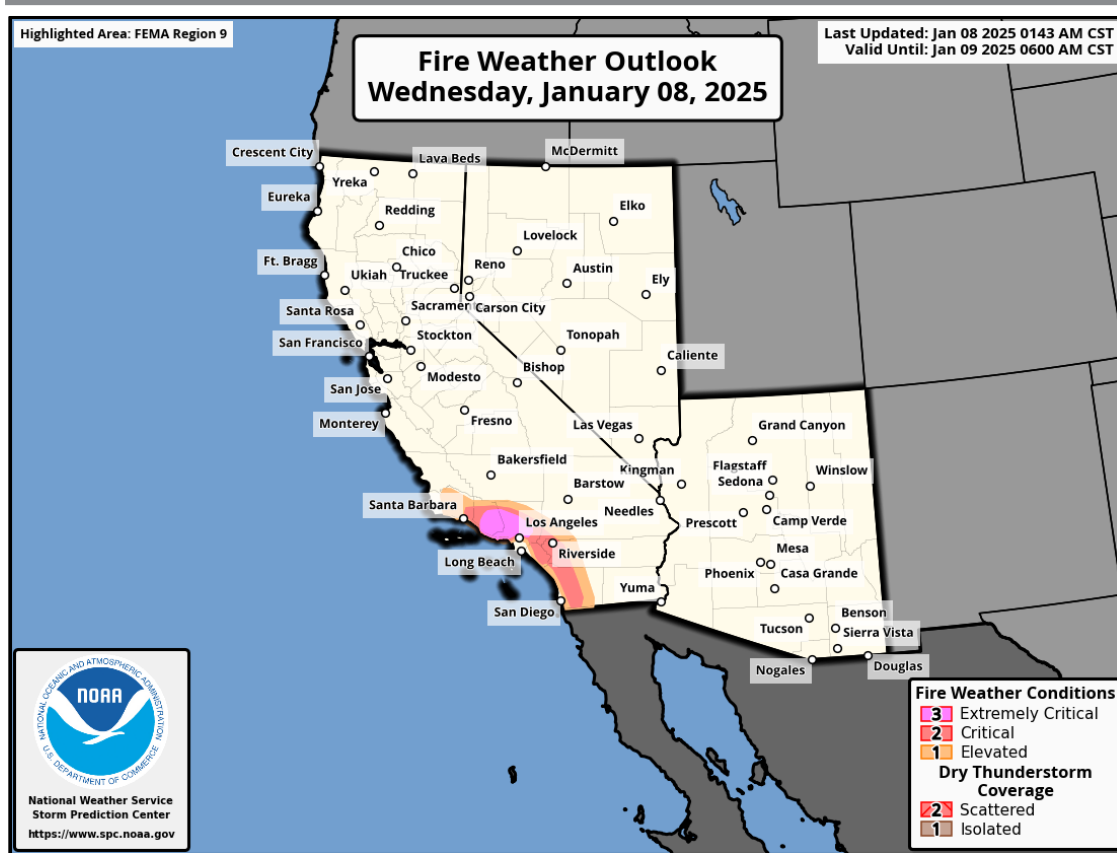 Highlighted Area: FEMA Region 9
Last Updated: Jan 08 2025 0143 AM CST
Valid Until: Jan 09 2025 0600 AM CST
Fire Weather Outlook
Wednesday, January 08, 2025
Crescent City
Lava Beds
McDermitt
Yreka
Eureka
Redding
Elko
Lovelock
Chico
Ft. Bragg
Ukiah
Truckee
Reno
Austin
Ely
Santa Rosa
Sacramen
Carson City
San Francisco
Stockton
Tonopah
Caliente
San Jose
Modesto
Bishop
Monterey
Fresno
Las Vegas
Grand Canyon
Bakersfield
Kingman
Flagstaff
Winslow
Sedona
Barstow
Santa Barbara
Needles
Prescott
Camp Verde
Los Angeles
Long Beach
Riverside
Mesa
Phoenix
Casa Grande
Yuma
San Diego
Benson
Tucson
Sierra Vista
Nogales
Douglas
NATIONAL OCEANIC AND ATMOSPHERIC ADMINISTRATION
NOAA
U.S. DEPARTMENT OF COMMERCE
National Weather Service
Storm Prediction Center
https://www.spc.noaa.gov
Fire Weather Conditions
3 Extremely Critical
2 Critical
1 Elevated
Dry Thunderstorm
Coverage
2 Scattered
1 Isolated